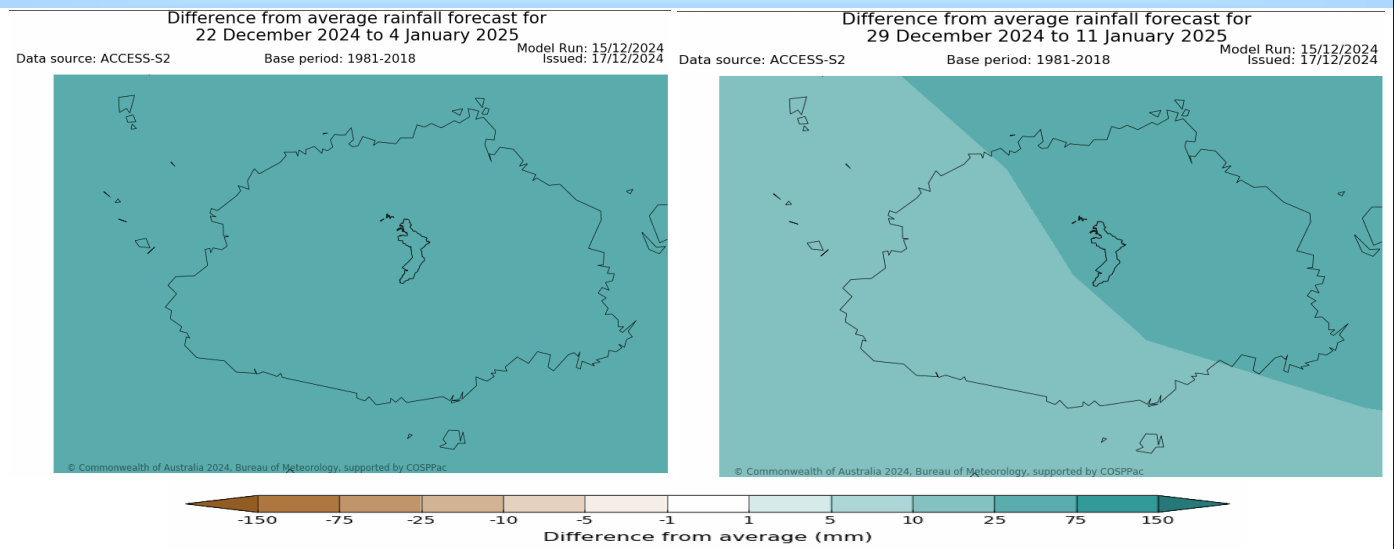 Difference from average rainfall forecast for
22 December 2024 to 4 January 2025
Model Run: 15/12/2024
Data source: ACCESS-S2 Base period: 1981-2018 Issued: 17/12/2024
© Commonwealth of Australia 2024, Bureau of Meteorology, supported by COSPPac
Difference from average rainfall forecast for
29 December 2024 to 11 January 2025
Model Run: 15/12/2024
Data source: ACCESS-S2 Base period: 1981-2018 Issued: 17/12/2024
© Commonwealth of Australia 2024, Bureau of Meteorology, supported by COSPPac
-150 -75 -25 -10 -5 -1 1 5 10 25 75 150
Difference from average (mm)